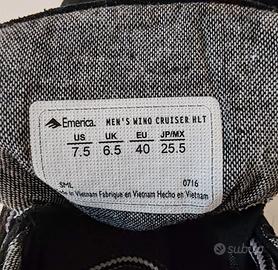 Emerica. MEN'S WINO CRUISER HLT
US UK EU JP/MX
7.5 6.5 40 25.5
SML 0716
in Vietnam Fabrique en Vietnam Hecho en Vietnam
subito